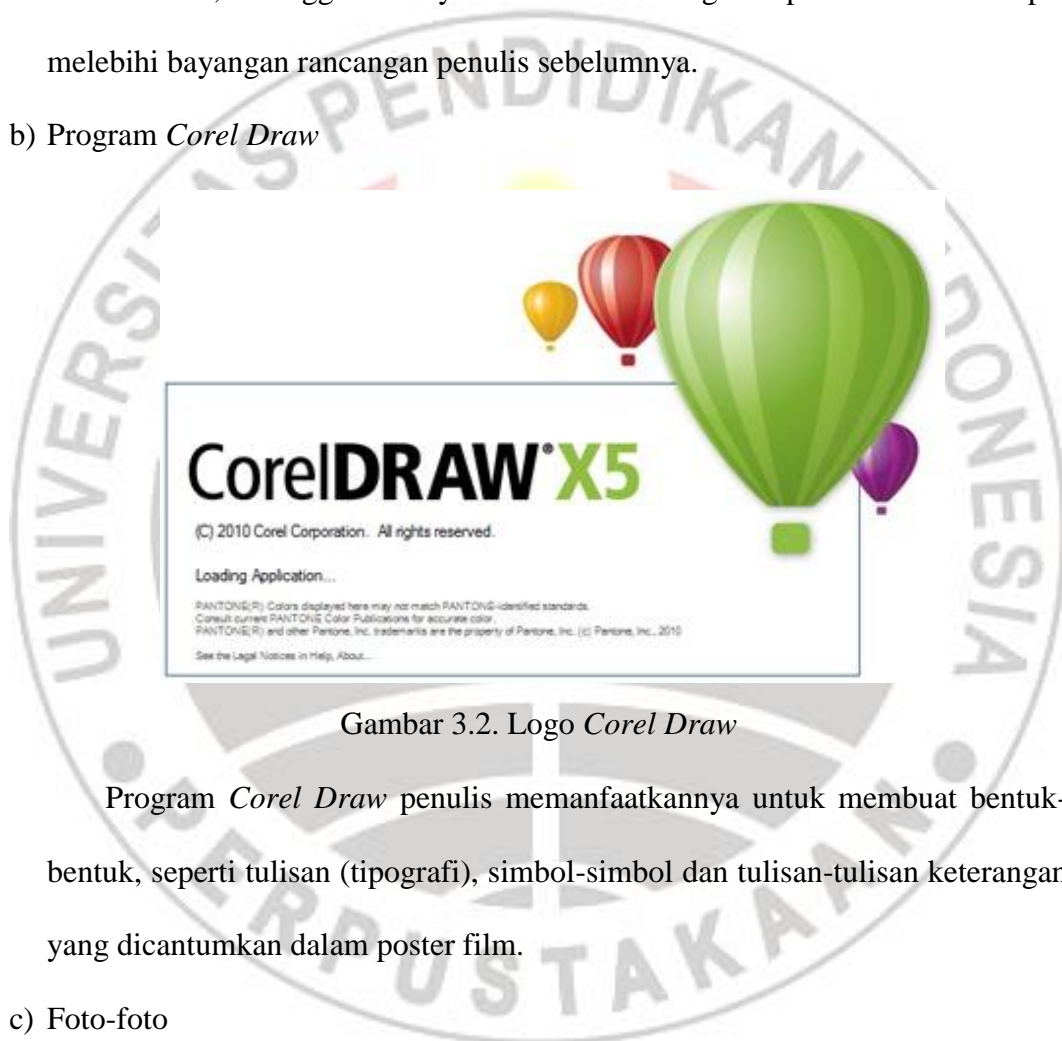 melebihi bayangan rancangan penulis sebelumnya.
b) Program Corel Draw
CorelDRAW®X5
(C) 2010 Corel Corporation. All rights reserved.
Loading Application...
PANTONE(R) Colors displayed here may not match PANTONE-identified standards.
Consult current PANTONE Color Publications for accurate color.
PANTONE(R) and other Pantone, Inc. trademarks are the property of Pantone, Inc. (c) Pantone, Inc., 2010
See the Legal Notices in Help, About...
Gambar 3.2. Logo Corel Draw
Program Corel Draw penulis memanfaatkannya untuk membuat bentuk-
bentuk, seperti tulisan (tipografi), simbol-simbol dan tulisan-tulisan keterangan
yang dicantumkan dalam poster film.
c) Foto-foto
UNIVERSITAS PENDIDIKAN INDONESIA
PERPUSTAKAAN